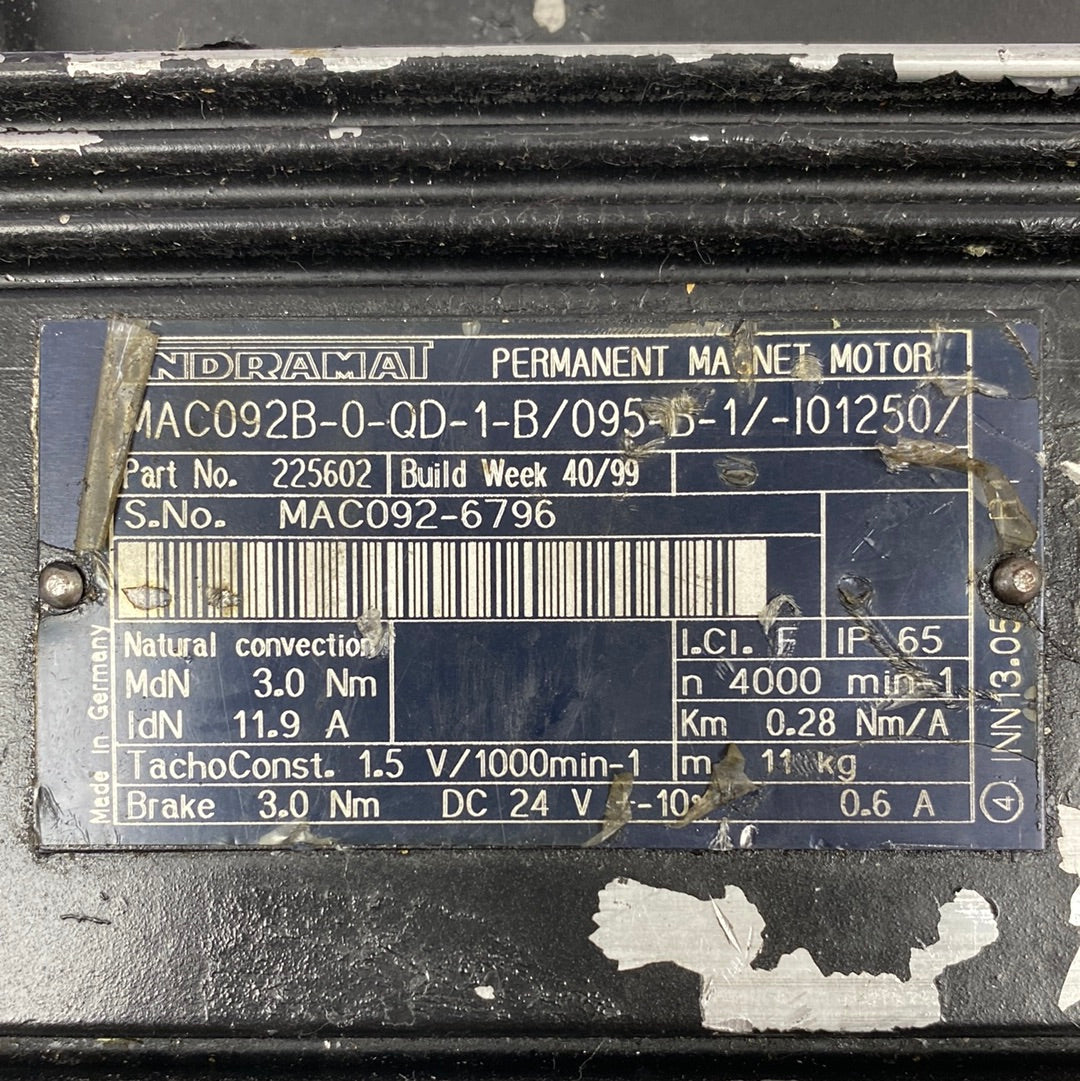 INDRAMAT PERMANENT MAGNET MOTOR
MAC092B-0-QD-1-B/095-B-1/-I01250/
Part No. 225602 Build Week 40/99
S.No. MAC092-6796
Natural convection I.Cl. F IP 65
MdN 3.0 Nm n 4000 min-1
IdN 11.9 A Km 0.28 Nm/A
TachoConst. 1.5 V/1000min-1 m 11 kg
Brake 3.0 Nm DC 24 V +-10% 0.6 A
Made in Germany
INN13.05
4